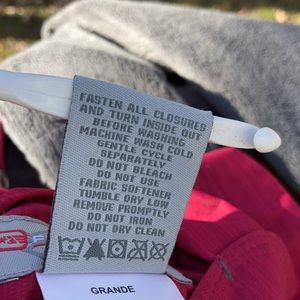 FASTEN ALL CLOSURES
AND TURN INSIDE OUT
BEFORE WASHING
MACHINE WASH COLD
GENTLE CYCLE
SEPARATELY
DO NOT BLEACH
DO NOT USE
FABRIC SOFTENER
TUMBLE DRY LOW
REMOVE PROMPTLY
DO NOT IRON
DO NOT DRY CLEAN
GRANDE